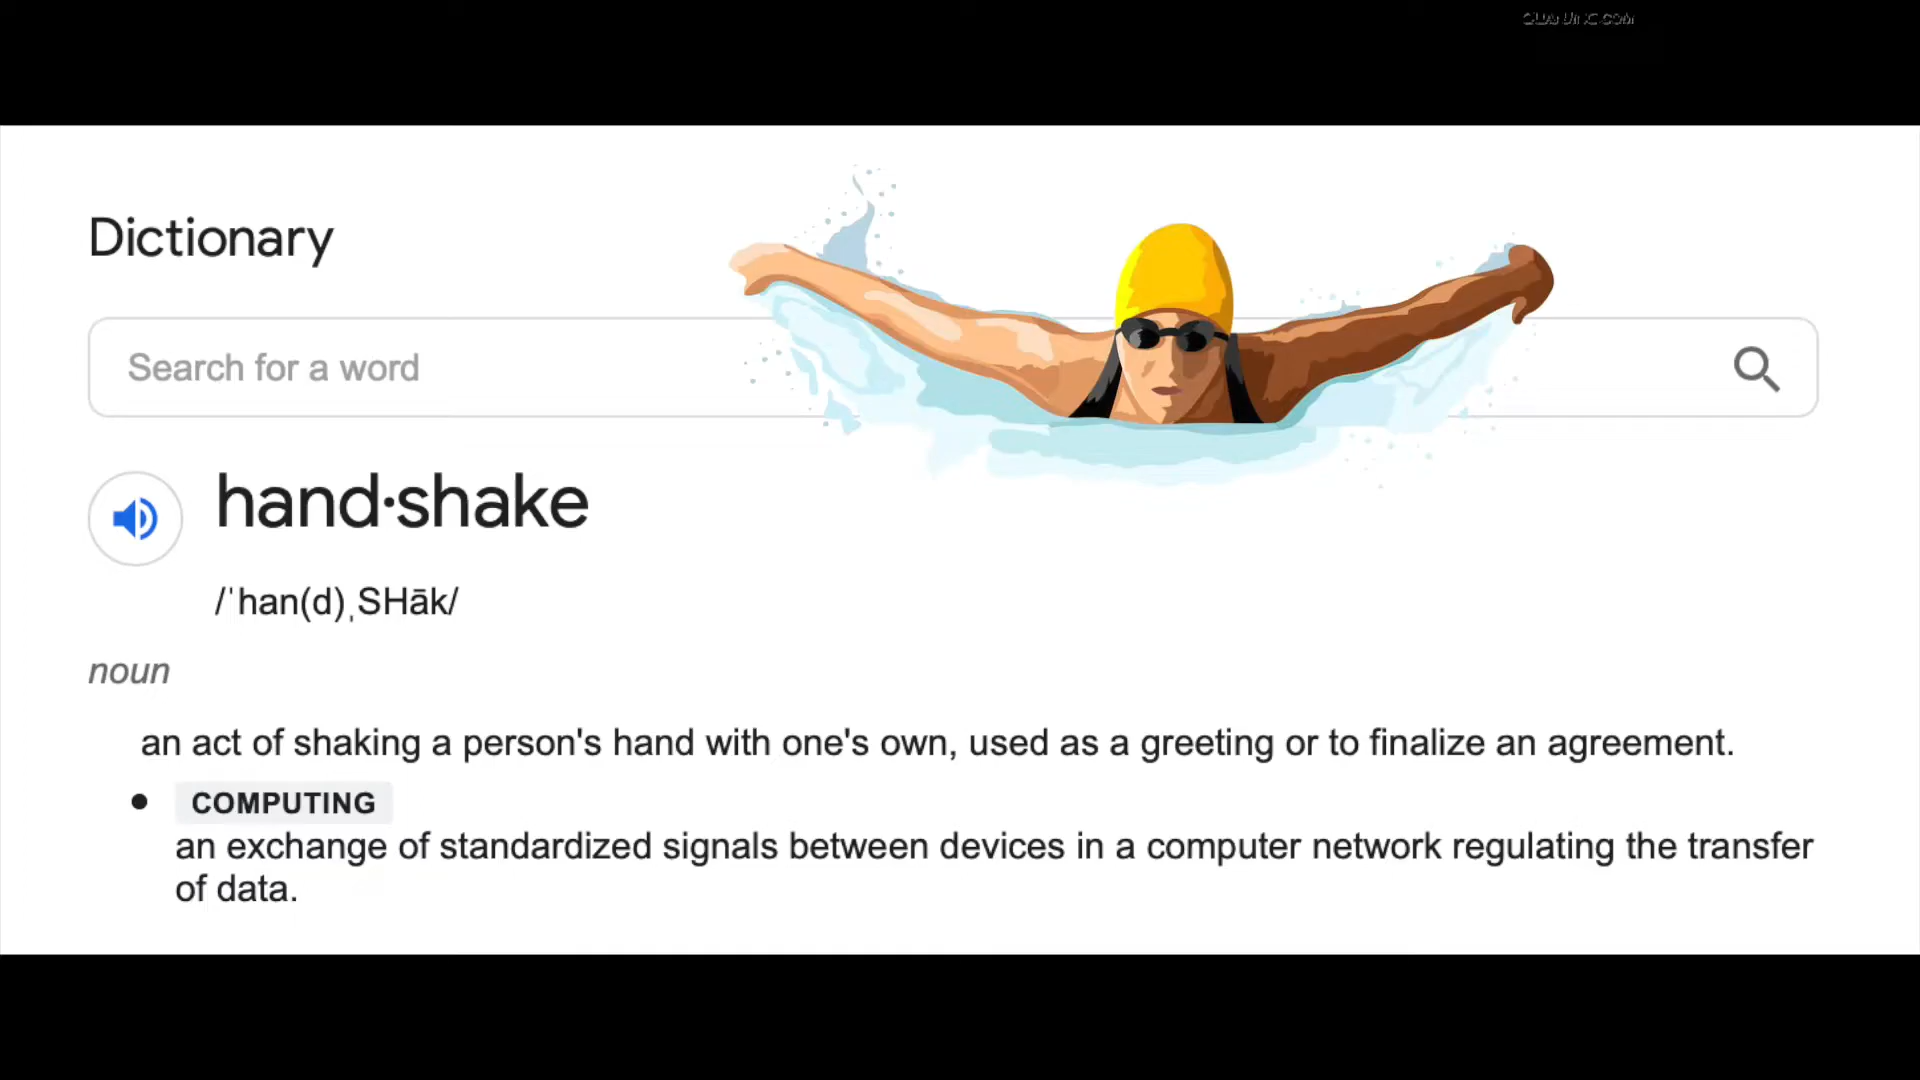 Dictionary
Search for a word
hand·shake
/ˈhan(d)ˌSHāk/
noun
an act of shaking a person's hand with one's own, used as a greeting or to finalize an agreement.
COMPUTING
an exchange of standardized signals between devices in a computer network regulating the transfer
of data.